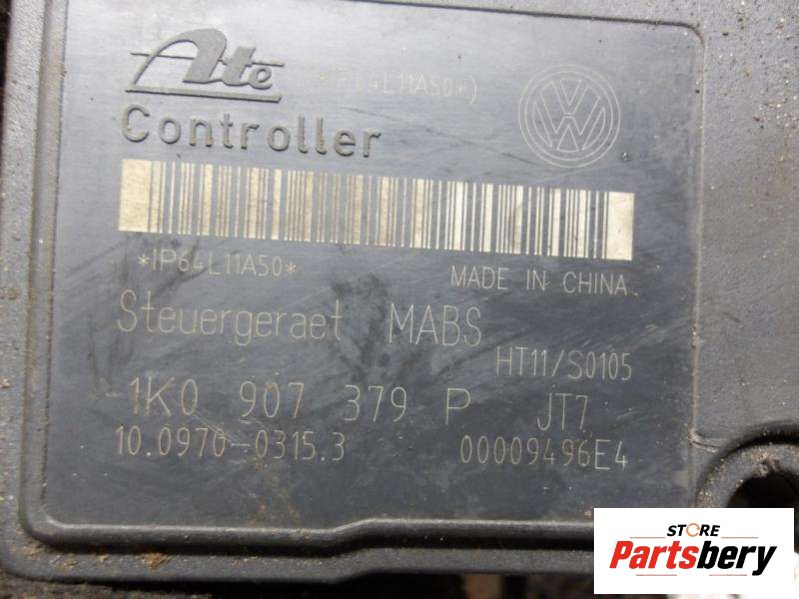 Ate
Controller
*1P64L11A50*
MADE IN CHINA
Steuergeraet MABS
HT11/S0105
1K0 907 379 P JT7
10.0970-0315.3
00009496E4
STORE
Partsbery